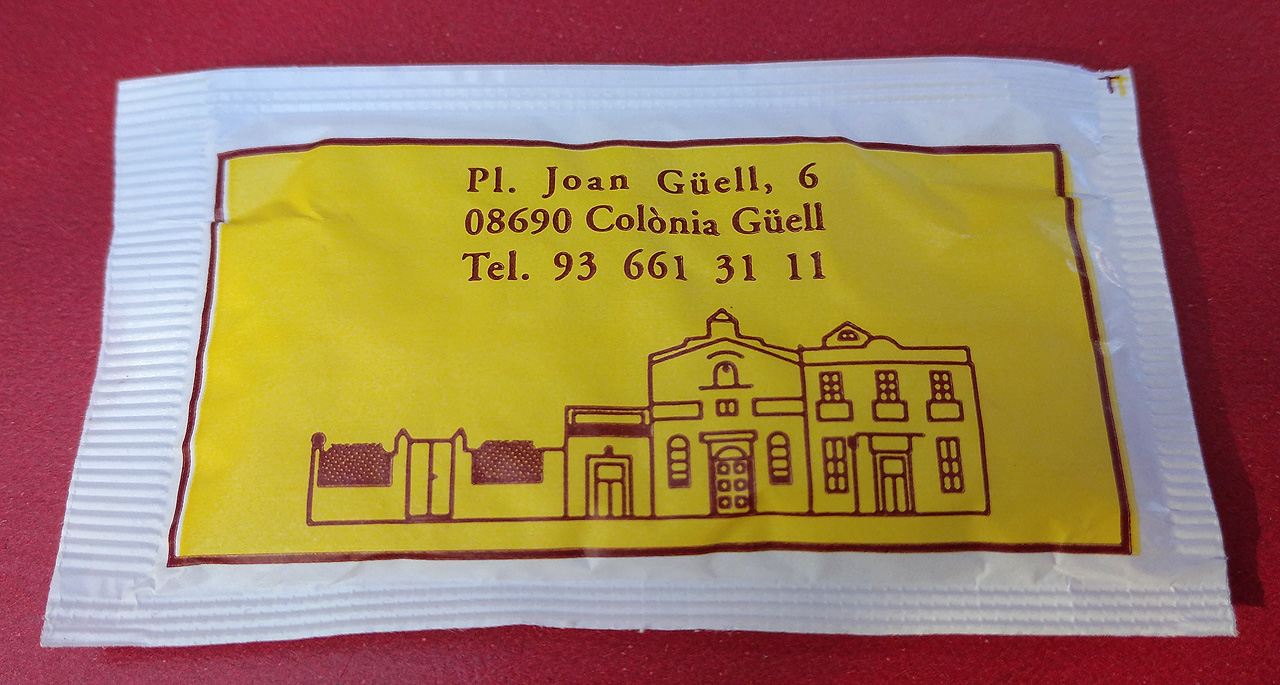 Pl. Joan Güell, 6
08690 Colònia Güell
Tel. 93 661 31 11